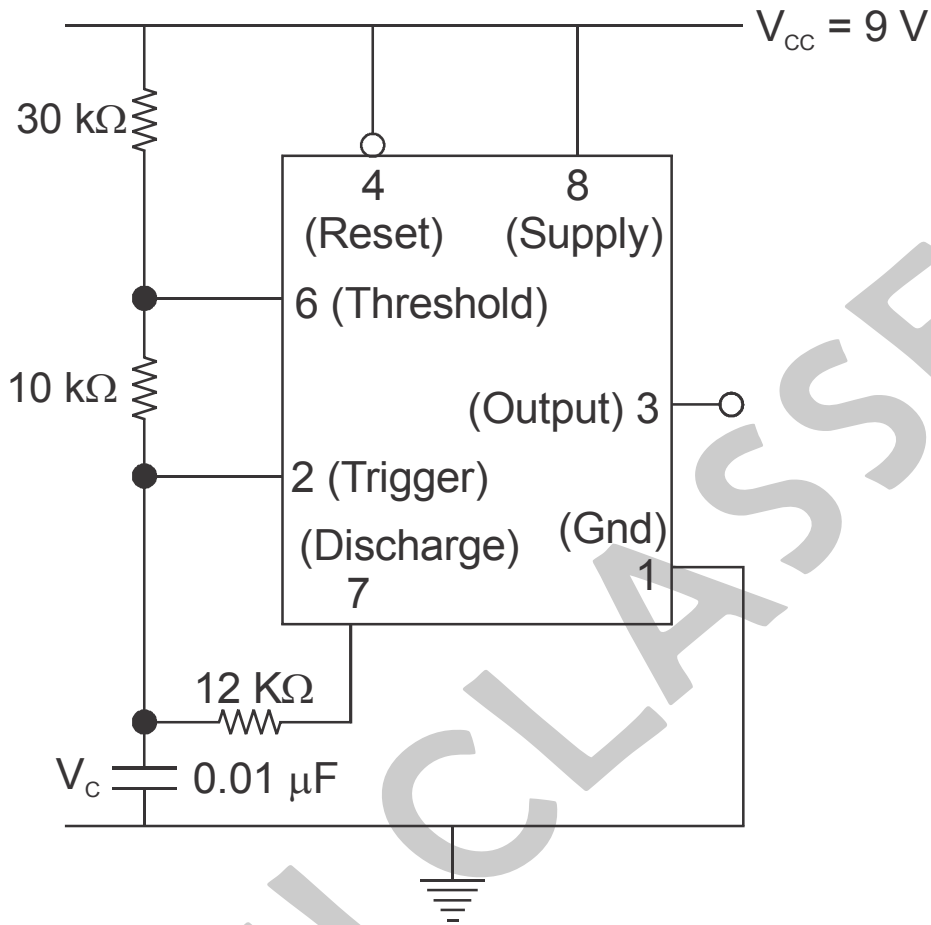 V_CC = 9 V
30 kΩ
4
8
(Reset)
(Supply)
6 (Threshold)
10 kΩ
(Output) 3
2 (Trigger)
(Gnd)
(Discharge)
1
7
12 KΩ
V_C
0.01 μF
CLASSE